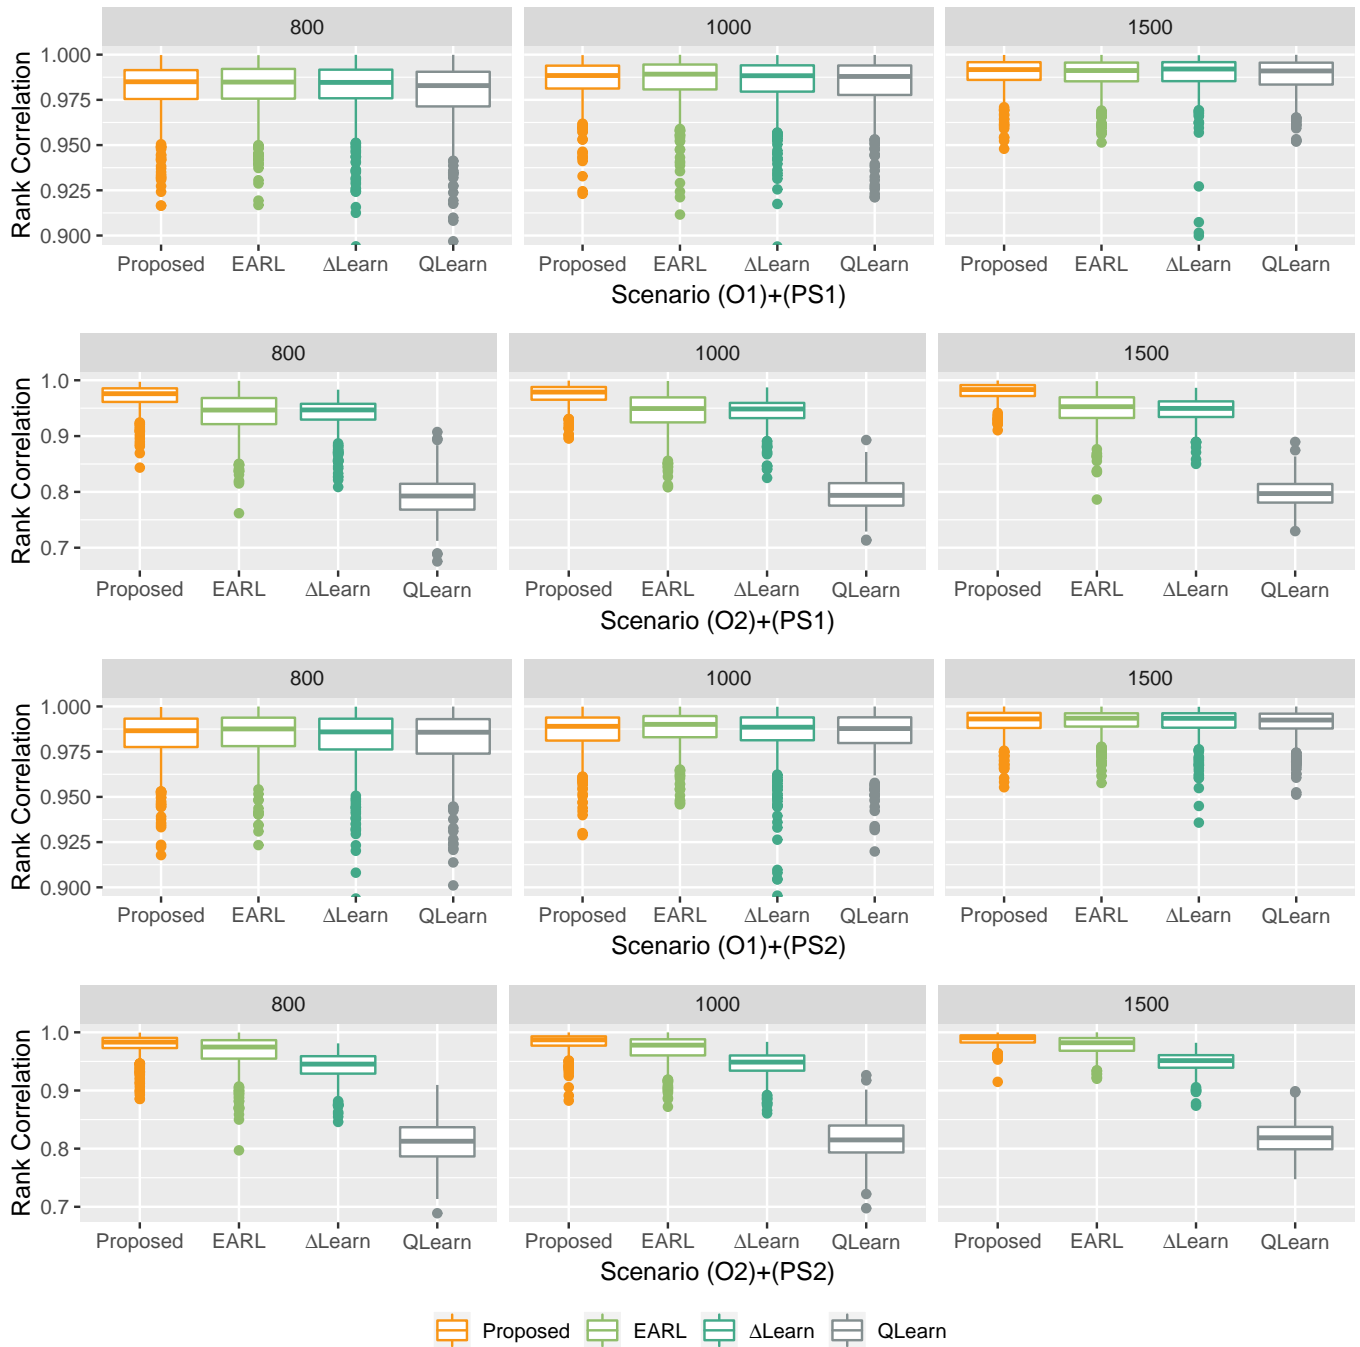 800 1000 1500
Rank Correlation
1.000
0.975
0.950
0.925
0.900
Proposed EARL ΔLearn QLearn Proposed EARL ΔLearn QLearn Proposed EARL ΔLearn QLearn
Scenario (O1)+(PS1)
800 1000 1500
Rank Correlation
1.0
0.9
0.8
0.7
Proposed EARL ΔLearn QLearn Proposed EARL ΔLearn QLearn Proposed EARL ΔLearn QLearn
Scenario (O2)+(PS1)
800 1000 1500
Rank Correlation
1.000
0.975
0.950
0.925
0.900
Proposed EARL ΔLearn QLearn Proposed EARL ΔLearn QLearn Proposed EARL ΔLearn QLearn
Scenario (O1)+(PS2)
800 1000 1500
Rank Correlation
1.0
0.9
0.8
0.7
Proposed EARL ΔLearn QLearn Proposed EARL ΔLearn QLearn Proposed EARL ΔLearn QLearn
Scenario (O2)+(PS2)
Proposed EARL ΔLearn QLearn